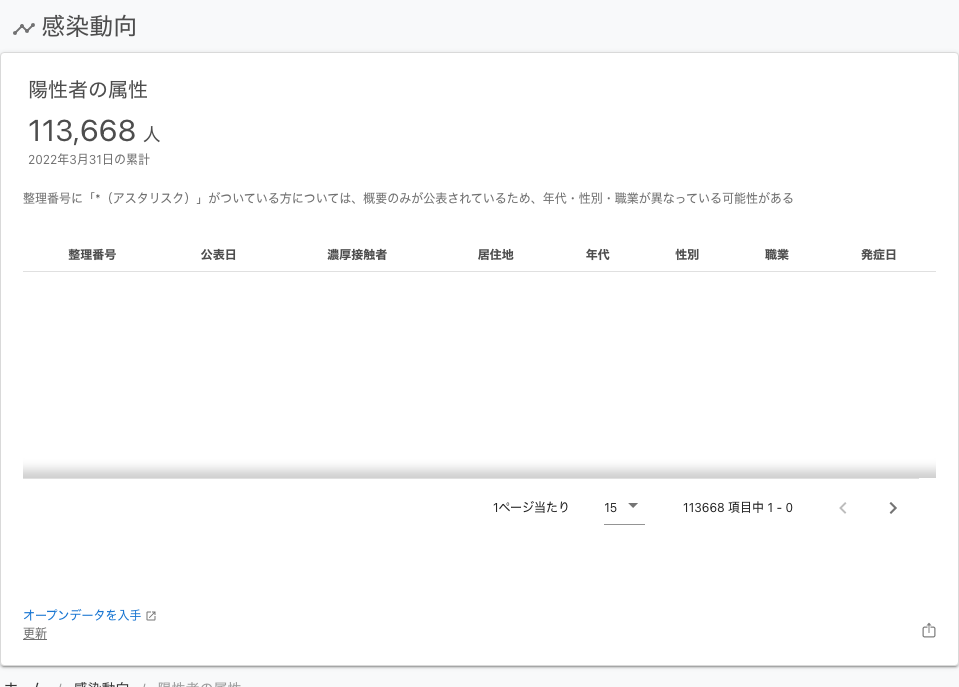 感染動向
陽性者の属性
113,668 人
2022年3月31日の累計
整理番号に「*（アスタリスク）」がついている方については、概要のみが公表されているため、年代・性別・職業が異なっている可能性がある
整理番号 公表日 濃厚接触者 居住地 年代 性別 職業 発症日
1ページ当たり 15 113668 項目中 1 - 0
オープンデータを入手
更新
ホーム / 感染動向 / 陽性者の属性